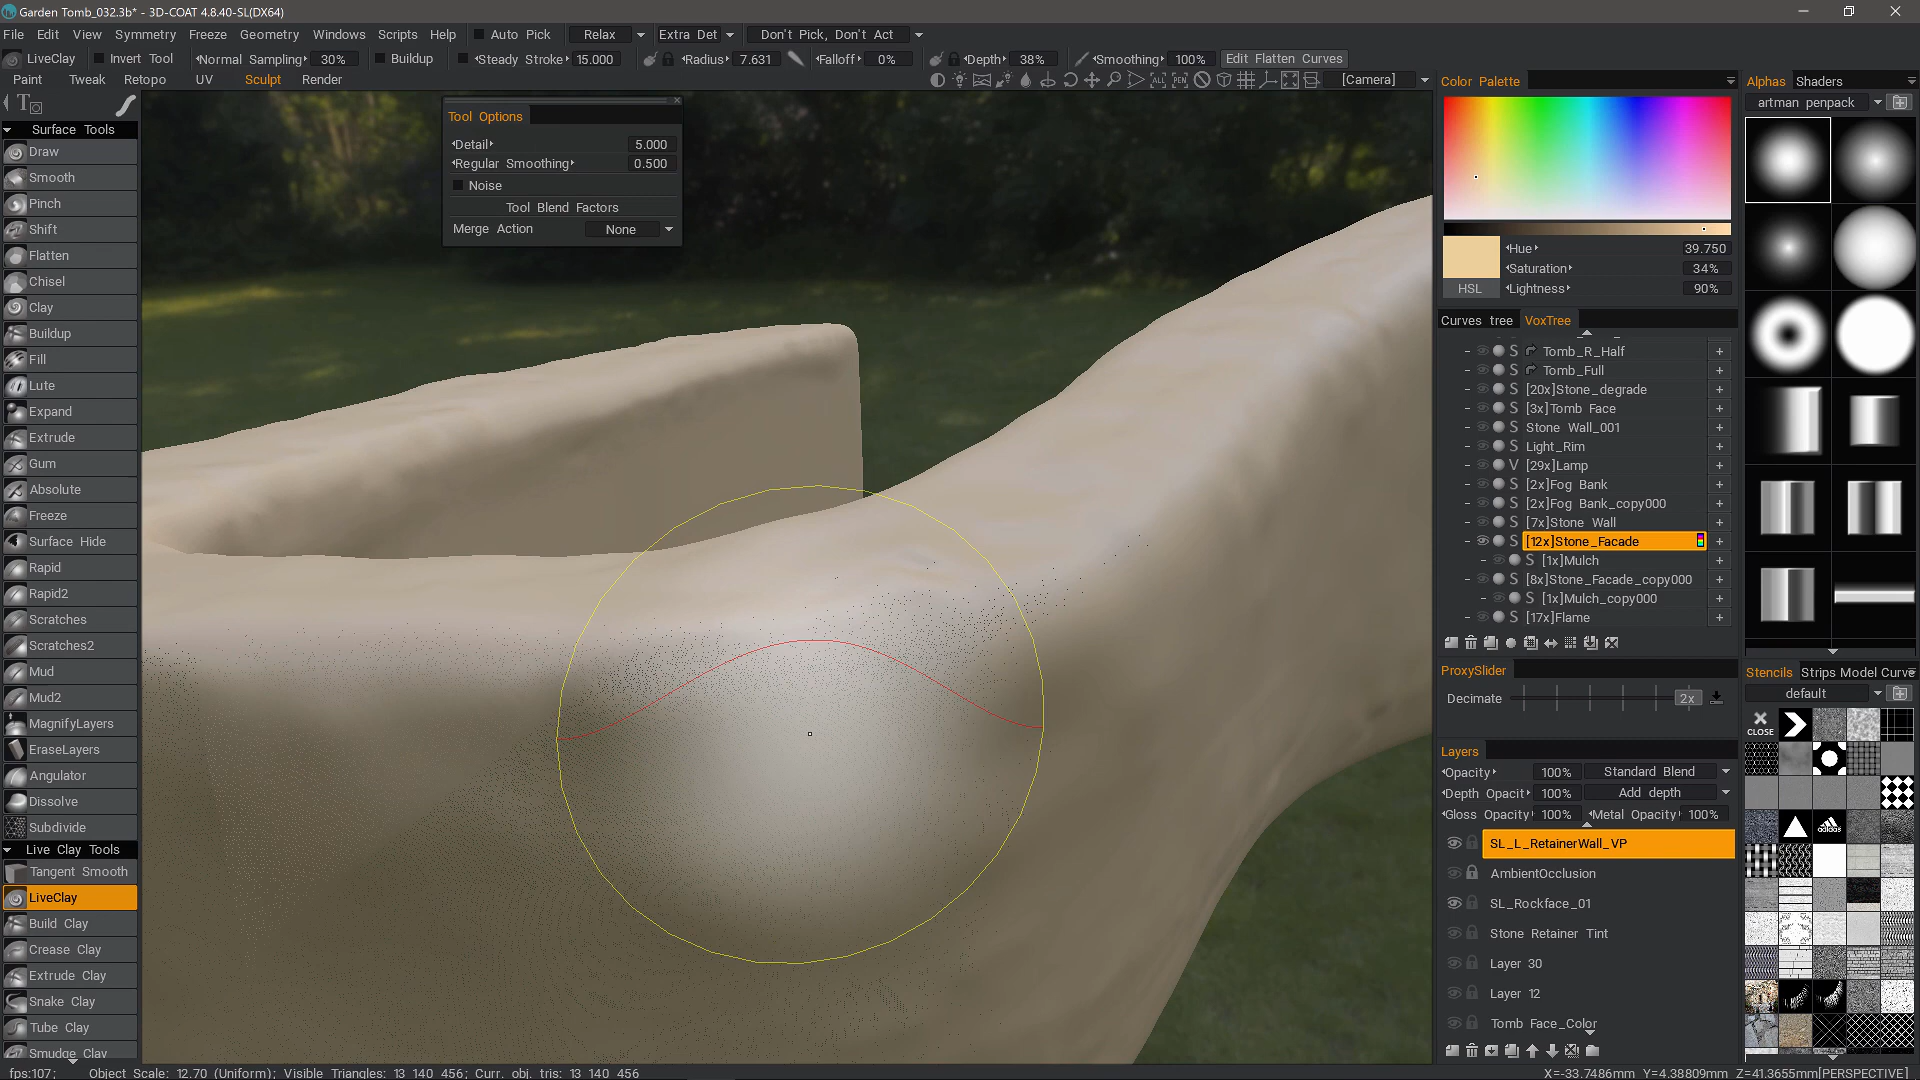 Garden Tomb_032.3b* - 3D-COAT 4.8.40-SL(DX64)
File Edit View Symmetry Freeze Geometry Windows Scripts Help Auto Pick Relax Extra Det Don't Pick, Don't Act
LiveClay Invert Tool Normal Sampling 30% Buildup Steady Stroke 15.000 Radius 7.631 Falloff 0% Depth 38% Smoothing 100% Edit Flatten Curves
Paint Tweak Retopo UV Sculpt Render [Camera]
Surface Tools
Draw
Smooth
Pinch
Shift
Flatten
Chisel
Clay
Buildup
Fill
Lute
Expand
Extrude
Gum
Absolute
Freeze
Surface Hide
Rapid
Rapid2
Scratches
Scratches2
Mud
Mud2
MagnifyLayers
EraseLayers
Angulator
Dissolve
Subdivide
Live Clay Tools
Tangent Smooth
LiveClay
Build Clay
Crease Clay
Extrude Clay
Snake Clay
Tube Clay
Smudge Clay
Tool Options
Detail 5.000
Regular Smoothing 0.500
Noise
Tool Blend Factors
Merge Action None
Color Palette
Hue 39.750
Saturation 34%
HSL Lightness 90%
Curves tree VoxTree
S Tomb_R_Half +
S Tomb_Full +
S [20x]Stone_degrade +
S [3x]Tomb Face +
S Stone Wall_001 +
S Light_Rim +
V [29x]Lamp +
S [2x]Fog Bank +
S [2x]Fog Bank_copy000 +
S [7x]Stone Wall +
S [12x]Stone_Facade +
S [1x]Mulch +
S [8x]Stone_Facade_copy000 +
S [1x]Mulch_copy000 +
S [17x]Flame +
ProxySlider
Decimate 2x
Layers
Opacity 100% Standard Blend
Depth Opacit 100% Add depth
Gloss Opacity 100% Metal Opacity 100%
SL_L_RetainerWall_VP
AmbientOcclusion
SL_Rockface_01
Stone Retainer Tint
Layer 30
Layer 12
Tomb Face_Color
Alphas Shaders
artman penpack
Stencils Strips Model Curve
default
CLOSE
adidas
fps:107; Object Scale: 12.70 (Uniform); Visible Triangles: 13 140 456; Curr. obj. tris: 13 140 456
X=-33.7486mm Y=4.38809mm Z=41.3655mm[PERSPECTIVE]